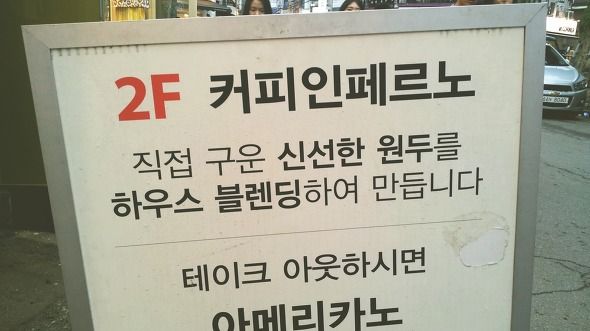 2F 커피인페르노
직접 구운 신선한 원두를
하우스 블렌딩하여 만듭니다
테이크 아웃하시면
아메리카노